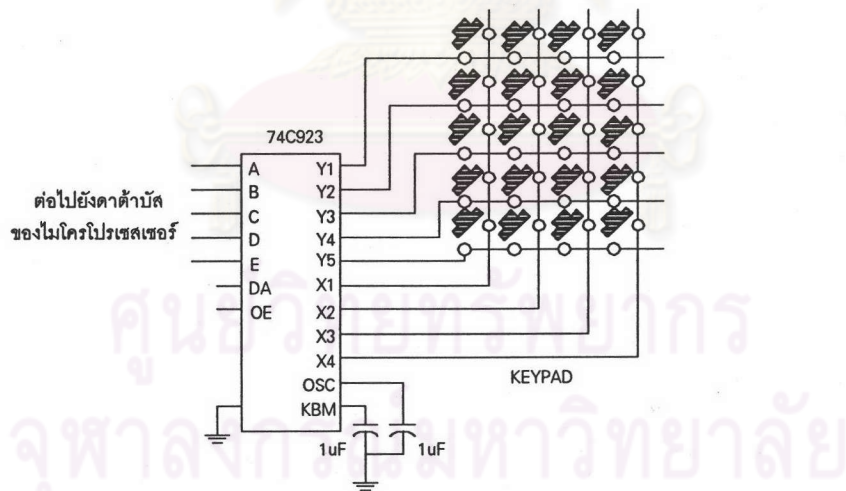 74C923
A Y1
B Y2
C Y3
D Y4
E Y5
DA X1
OE X2
X3
X4
OSC
KBM
ต่อไปยังดาต้าบัส
ของไมโครโปรเซสเซอร์
KEYPAD
1uF 1uF
ศูนย์วิทยทรัพยากร
จุฬาลงกรณ์มหาวิทยาลัย